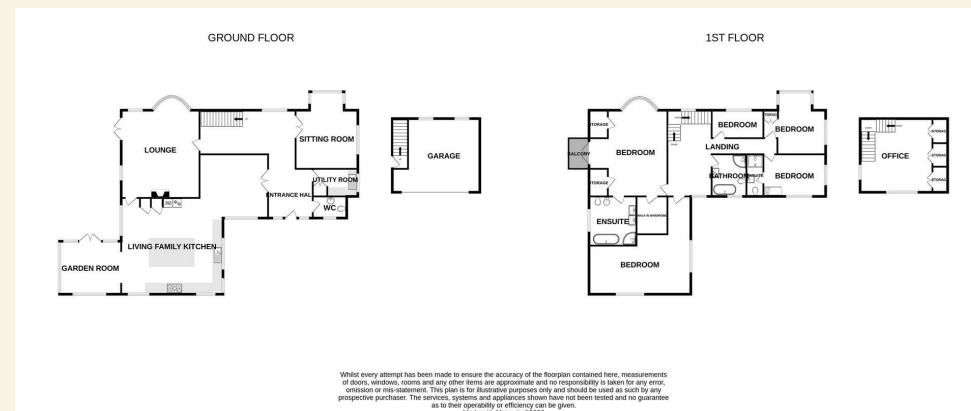 GROUND FLOOR
1ST FLOOR
LOUNGE
SITTING ROOM
UTILITY ROOM
ENTRANCE HALL
WC
LIVING FAMILY KITCHEN
GARDEN ROOM
GARAGE
STORAGE
BALCONY
BEDROOM
STORAGE
BEDROOM
LANDING
BEDROOM
BATHROOM
ENSUITE
BEDROOM
ENSUITE
WALK IN WARDROBE
BEDROOM
OFFICE
STORAG
STORAG
STORAG
Whilst every attempt has been made to ensure the accuracy of the floorplan contained here, measurements
of doors, windows, rooms and any other items are approximate and no responsibility is taken for any error,
omission or mis-statement. This plan is for illustrative purposes only and should be used as such by any
prospective purchaser. The services, systems and appliances shown have not been tested and no guarantee
as to their operability or efficiency can be given.